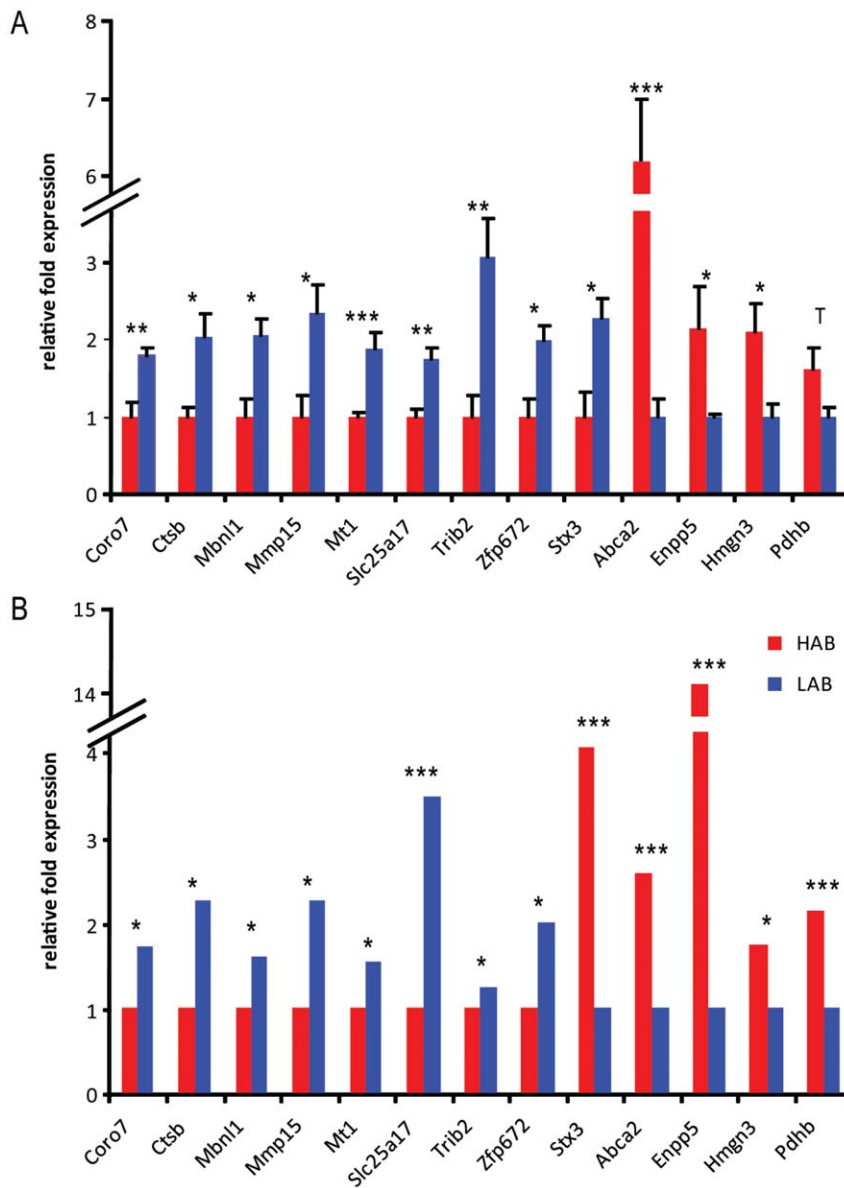 A
relative fold expression
8
7
6
3
2
1
0
** * * * *** ** ** * * *** * * T
Coro7 Ctsb Mbnl1 Mmp15 Mt1 Slc25a17 Trib2 Zfp672 Stx3 Abca2 Enpp5 Hmgn3 Pdhb
B
relative fold expression
15
14
4
3
2
1
0
HAB
LAB
* * * * * *** * * *** *** *** * ***
Coro7 Ctsb Mbnl1 Mmp15 Mt1 Slc25a17 Trib2 Zfp672 Stx3 Abca2 Enpp5 Hmgn3 Pdhb